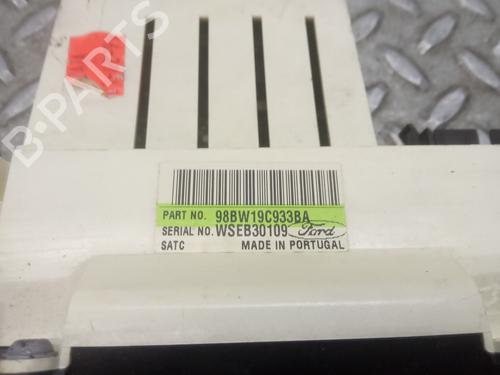 B-PARTS
PART NO. 98BW19C933BA
SERIAL NO. WSEB30109 Ford
SATC MADE IN PORTUGAL